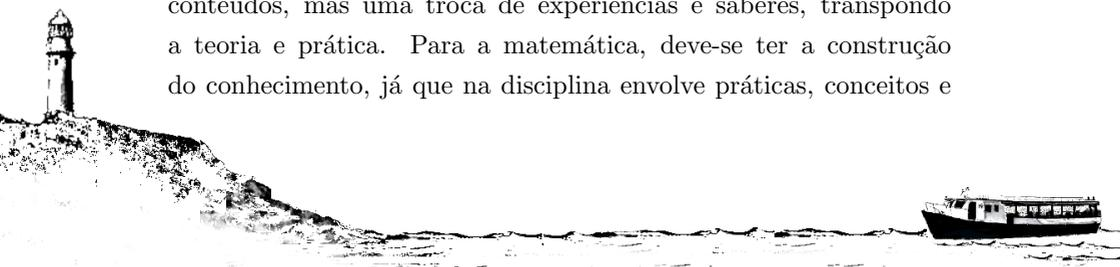 conteúdos, mas uma troca de experiências e saberes, transpondo
a teoria e prática. Para a matemática, deve-se ter a construção
do conhecimento, já que na disciplina envolve práticas, conceitos e